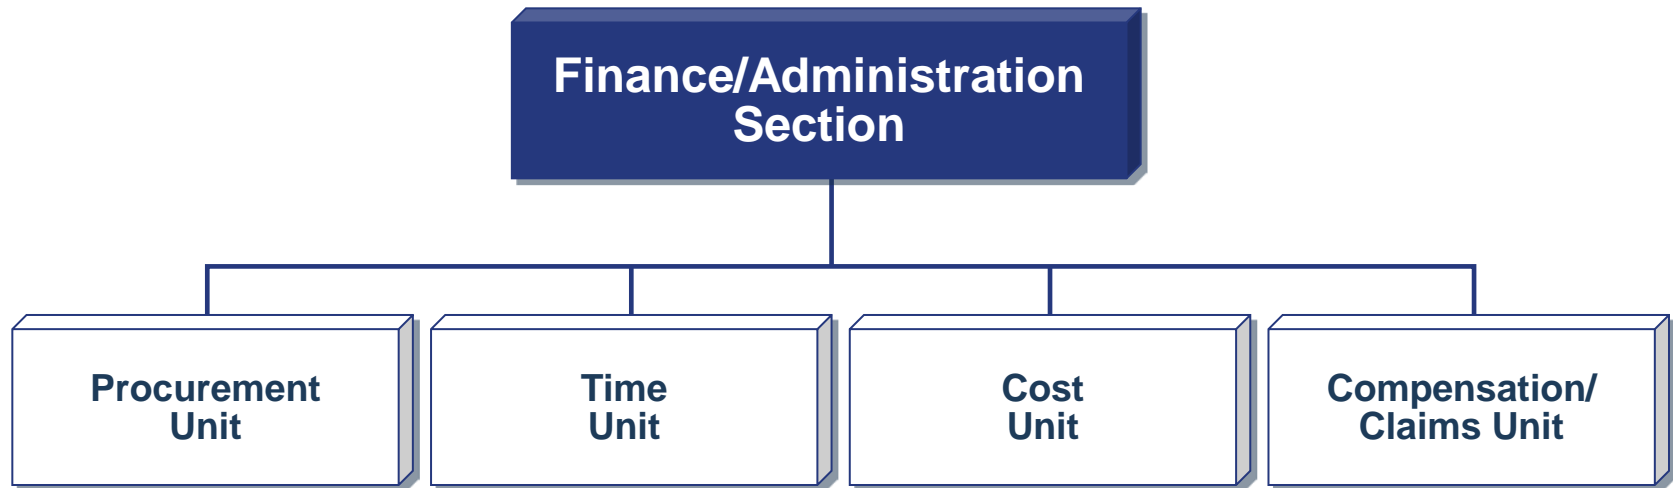 Finance/Administration
Section
Procurement
Unit
Time
Unit
Cost
Unit
Compensation/
Claims Unit